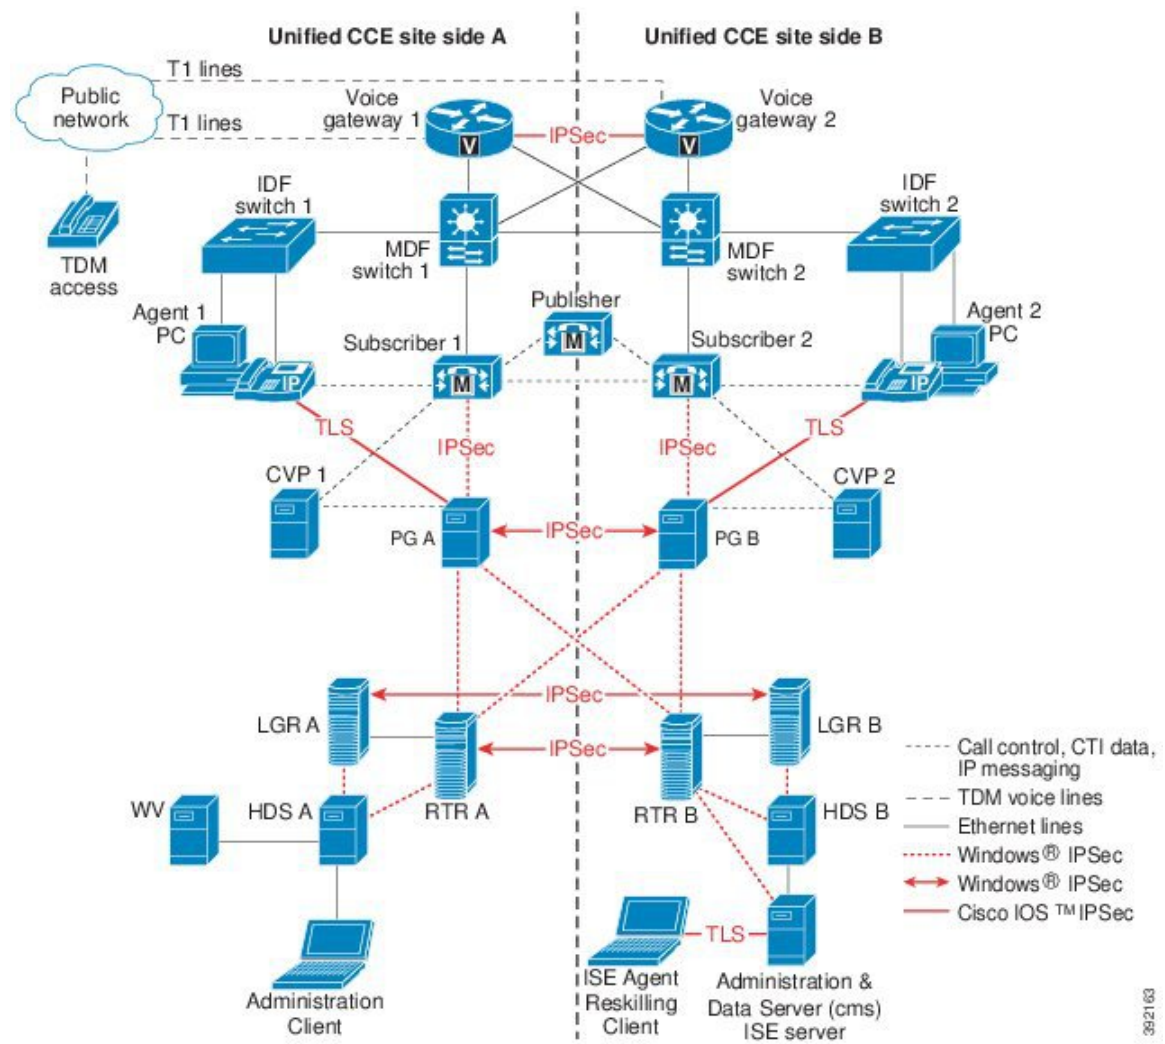 Unified CCE site side A
Unified CCE site side B
T1 lines
Public
network
T1 lines
Voice
gateway 1
IPSec
Voice
gateway 2
V
V
IDF
switch 1
IDF
switch 2
TDM
access
MDF
switch 1
MDF
switch 2
Publisher
M
Agent 1
PC
Subscriber 1
Subscriber 2
Agent 2
PC
IP
M
M
IP
TLS
IPSec
IPSec
TLS
CVP 1
CVP 2
PG A
IPSec
PG B
IPSec
LGR A
LGR B
IPSec
WV
HDS A
RTR A
RTR B
HDS B
Call control, CTI data,
IP messaging
TDM voice lines
Ethernet lines
Windows® IPSec
Windows® IPSec
Cisco IOS ™ IPSec
TLS
Administration
Client
ISE Agent
Reskilling
Client
Administration &
Data Server (cms)
ISE server
392163